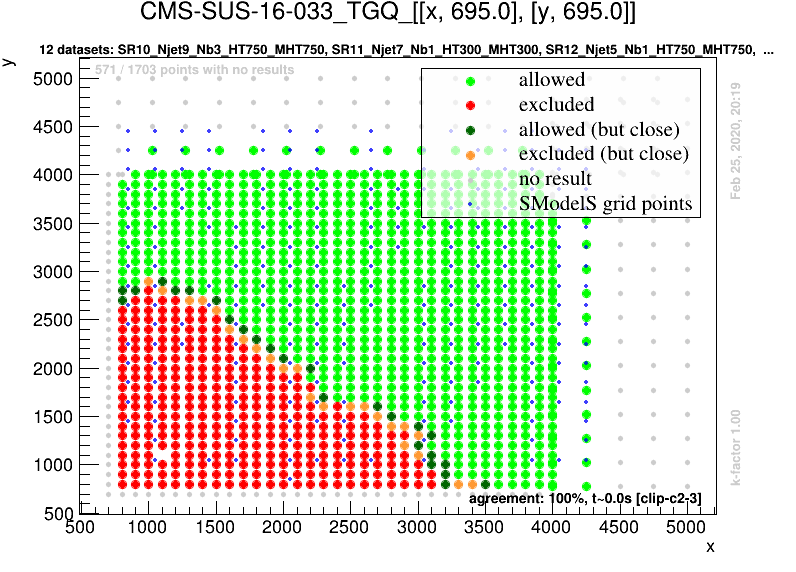 CMS-SUS-16-033_TGQ_[[x, 695.0], [y, 695.0]]
12 datasets: SR10_Njet9_Nb3_HT750_MHT750, SR11_Njet7_Nb1_HT300_MHT300, SR12_Njet5_Nb1_HT750_MHT750, ...
y
571 / 1703 points with no results
allowed
excluded
allowed (but close)
excluded (but close)
no result
SModelS grid points
Feb 25, 2020, 20:19
k-factor 1.00
5000
4500
4000
3500
3000
2500
2000
1500
1000
500
agreement: 100%, t~0.0s [clip-c2-3]
500 1000 1500 2000 2500 3000 3500 4000 4500 5000
x